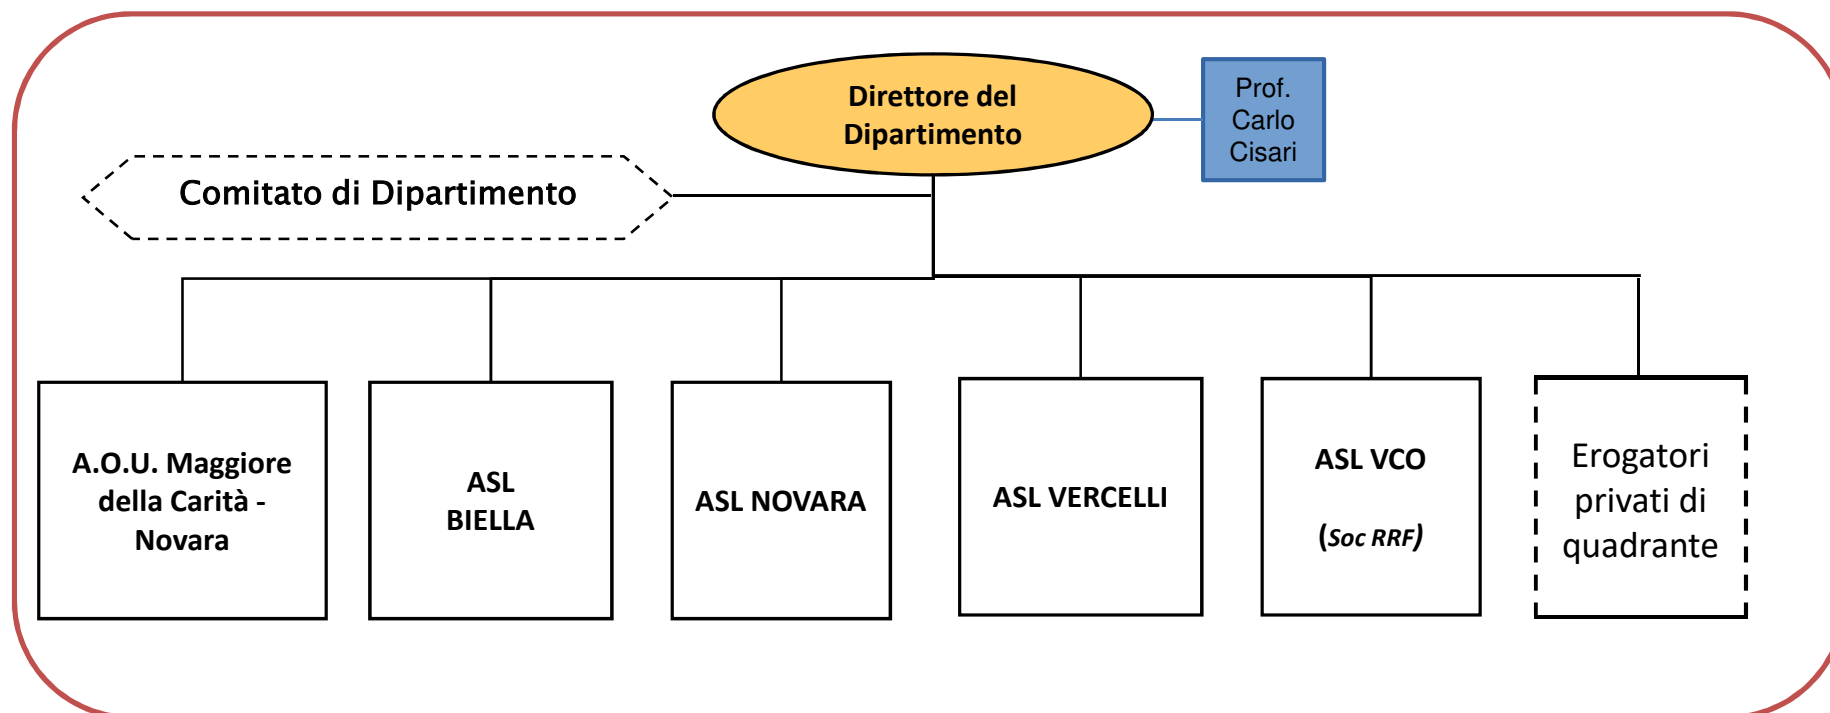 Direttore del
Dipartimento
Prof.
Carlo
Cisari
Comitato di Dipartimento
A.O.U. Maggiore
della Carità -
Novara
ASL
BIELLA
ASL NOVARA
ASL VERCELLI
ASL VCO
(Soc RRF)
Erogatori
privati di
quadrante